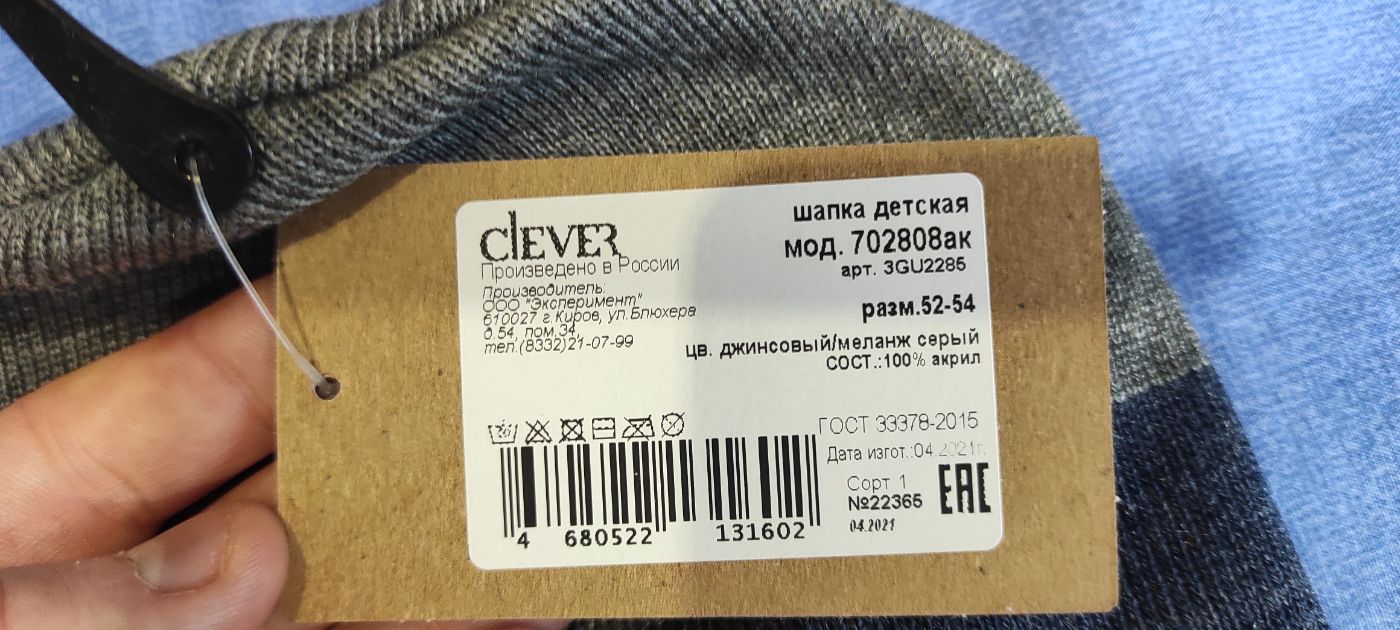 CLEVER
Произведено в России
Производитель:
ООО "Эксперимент"
610027 г.Киров, ул.Блюхера
д.54, пом.34,
тел.(8332)21-07-99
шапка детская
мод. 702808ак
арт. 3GU2285
разм.52-54
цв. джинсовый/меланж серый
СОСТ.:100% акрил
ГОСТ 33378-2015
Дата изгот.:04.2021г.
Сорт 1
№22365
04.2021
EAC
4 680522 131602